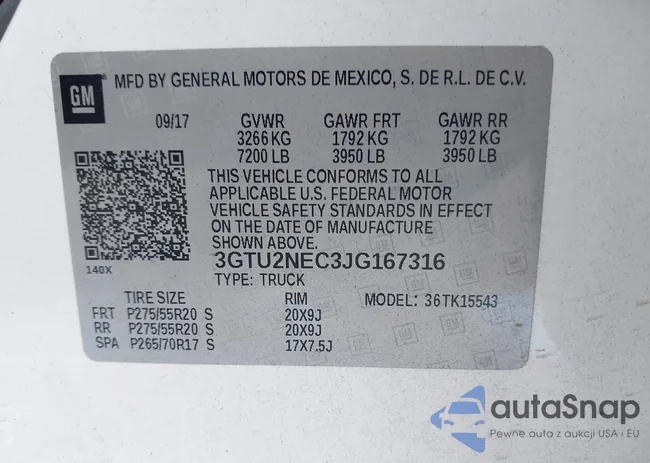 GM
MFD BY GENERAL MOTORS DE MEXICO, S. DE R.L. DE C.V.
09/17 GVWR GAWR FRT GAWR RR
3266 KG 1792 KG 1792 KG
7200 LB 3950 LB 3950 LB
THIS VEHICLE CONFORMS TO ALL
APPLICABLE U.S. FEDERAL MOTOR
VEHICLE SAFETY STANDARDS IN EFFECT
ON THE DATE OF MANUFACTURE
SHOWN ABOVE.
140X
3GTU2NEC3JG167316
TYPE: TRUCK
TIRE SIZE RIM MODEL: 36TK15543
FRT P275/55R20 S 20X9J
RR P275/55R20 S 20X9J
SPA P265/70R17 S 17X7.5J
autaSnap
Pewne auta z aukcji USA i EU